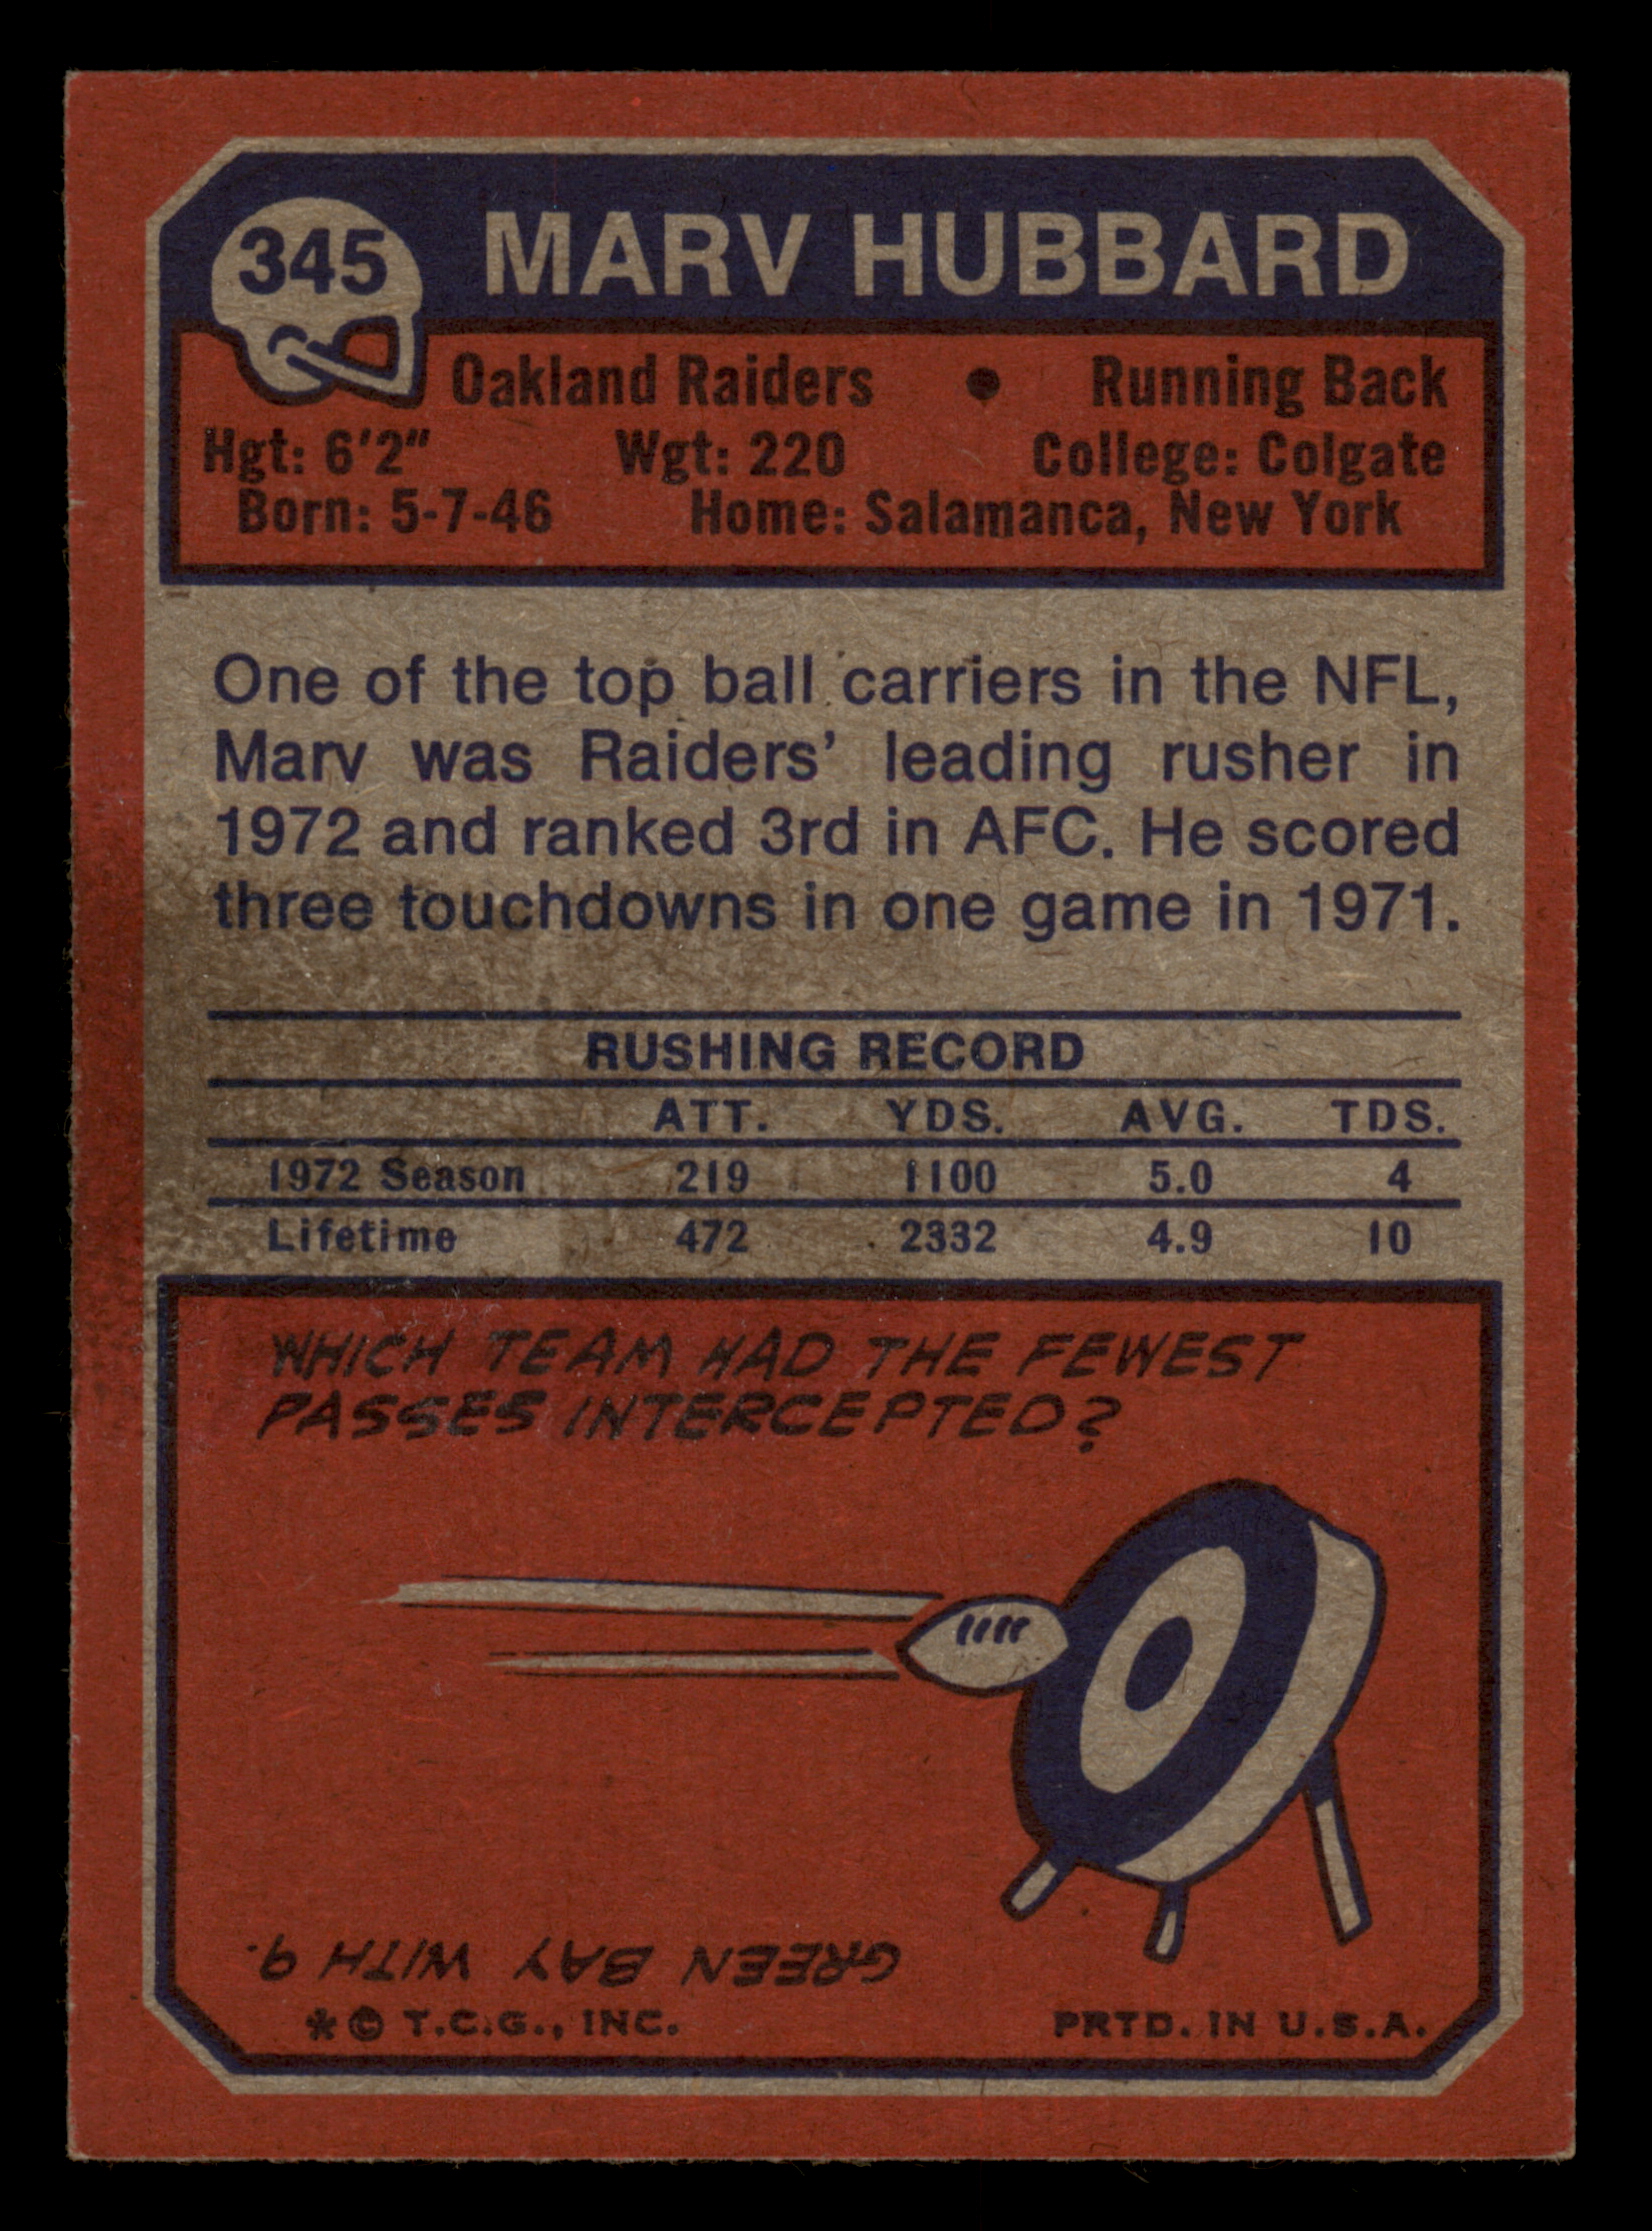 345 MARV HUBBARD
Oakland Raiders • Running Back
Hgt: 6'2" Wgt: 220 College: Colgate
Born: 5-7-46 Home: Salamanca, New York
One of the top ball carriers in the NFL,
Marv was Raiders' leading rusher in
1972 and ranked 3rd in AFC. He scored
three touchdowns in one game in 1971.
RUSHING RECORD
ATT. YDS. AVG. TDS.
1972 Season 219 1100 5.0 4
Lifetime 472 2332 4.9 10
WHICH TEAM HAD THE FEWEST
PASSES INTERCEPTED?
GREEN BAY WITH 9.
*© T.C.G., INC. PRTD. IN U.S.A.